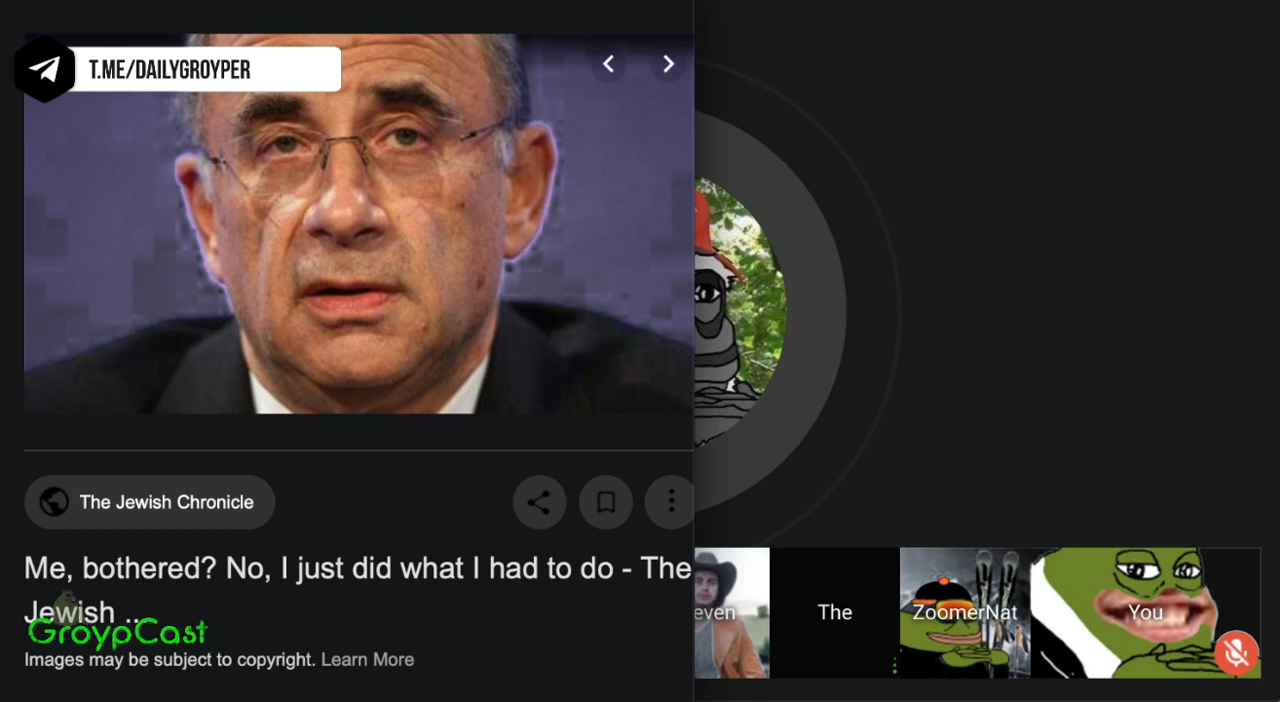 T.ME/DAILYGROYPER
The Jewish Chronicle
Me, bothered? No, I just did what I had to do - The
Jewish ...
GroypCast
Images may be subject to copyright. Learn More
even
The
ZoomerNat
You